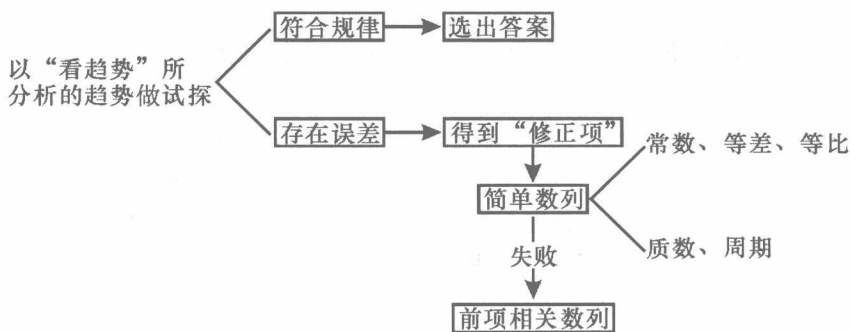 符合规律
选出答案
以“看趋势”所
分析的趋势做试探
存在误差
得到“修正项”
常数、等差、等比
简单数列
质数、周期
失败
前项相关数列